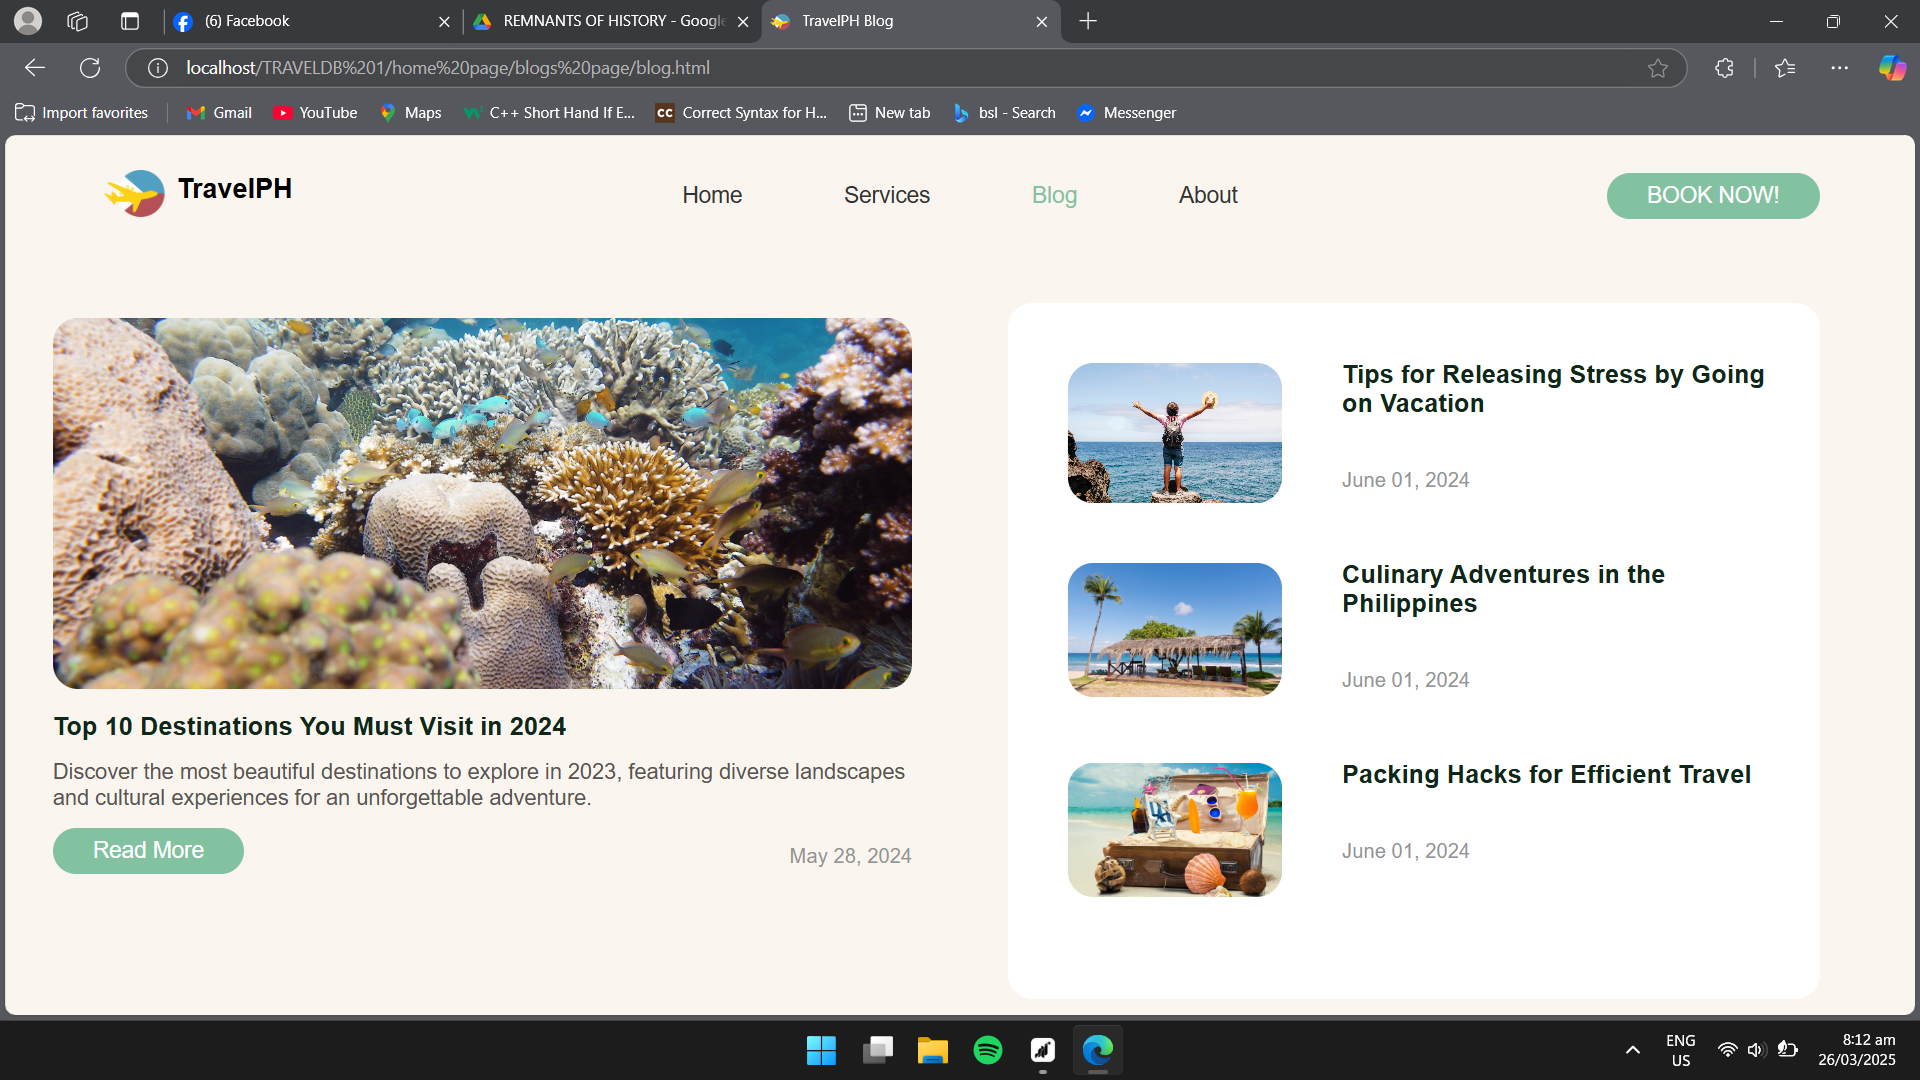 (6) Facebook
REMNANTS OF HISTORY - Google
TravelPH Blog
localhost/TRAVELDB%201/home%20page/blogs%20page/blog.html
Import favorites
Gmail
YouTube
Maps
C++ Short Hand If E...
CC
Correct Syntax for H...
New tab
bsl - Search
Messenger
TravelPH
Home
Services
Blog
About
BOOK NOW!
Top 10 Destinations You Must Visit in 2024
Discover the most beautiful destinations to explore in 2023, featuring diverse landscapes
and cultural experiences for an unforgettable adventure.
Read More
May 28, 2024
Tips for Releasing Stress by Going
on Vacation
June 01, 2024
Culinary Adventures in the
Philippines
June 01, 2024
Packing Hacks for Efficient Travel
June 01, 2024
ENG
US
8:12 am
26/03/2025